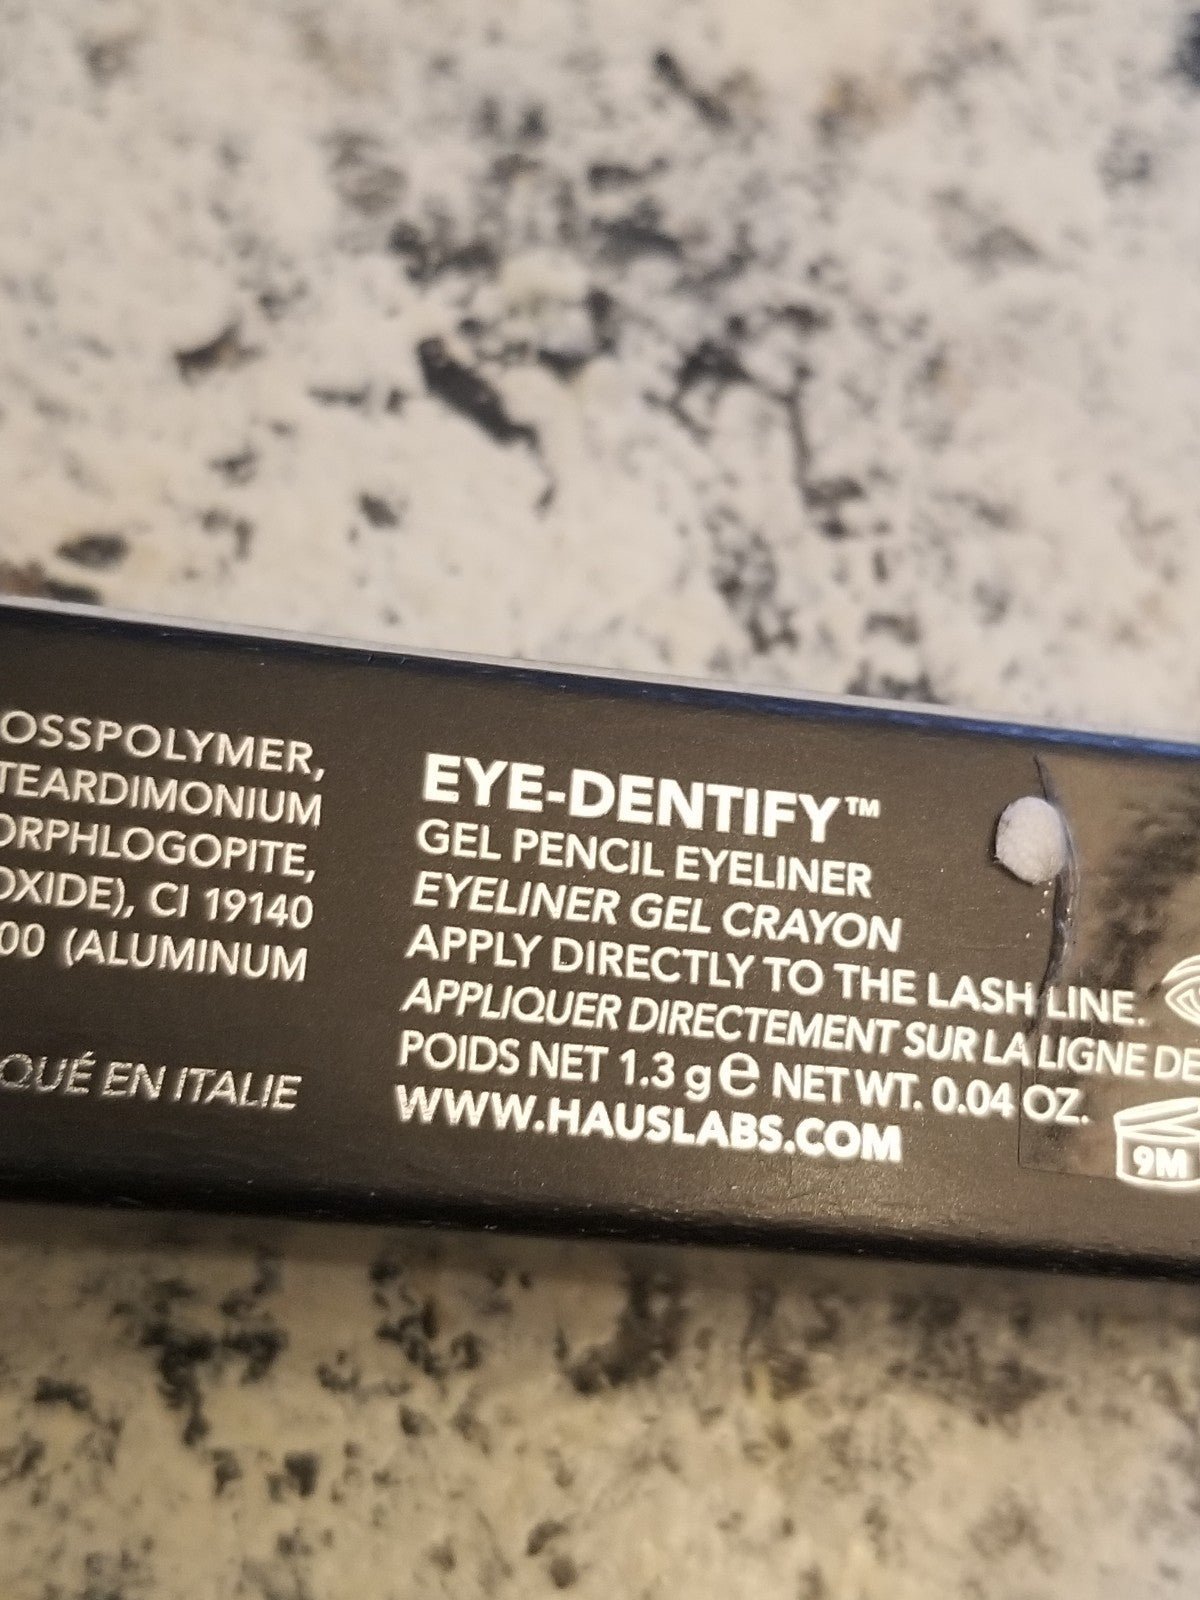 OSSPOLYMER,
TEARDIMONIUM
ORPHLOGOPITE,
OXIDE), CI 19140
00 (ALUMINUM
QUÉ EN ITALIE
EYE-DENTIFY™
GEL PENCIL EYELINER
EYELINER GEL CRAYON
APPLY DIRECTLY TO THE LASH LINE.
APPLIQUER DIRECTEMENT SUR LA LIGNE DE
POIDS NET 1.3 g e NET WT. 0.04 OZ.
WWW.HAUSLABS.COM
9M